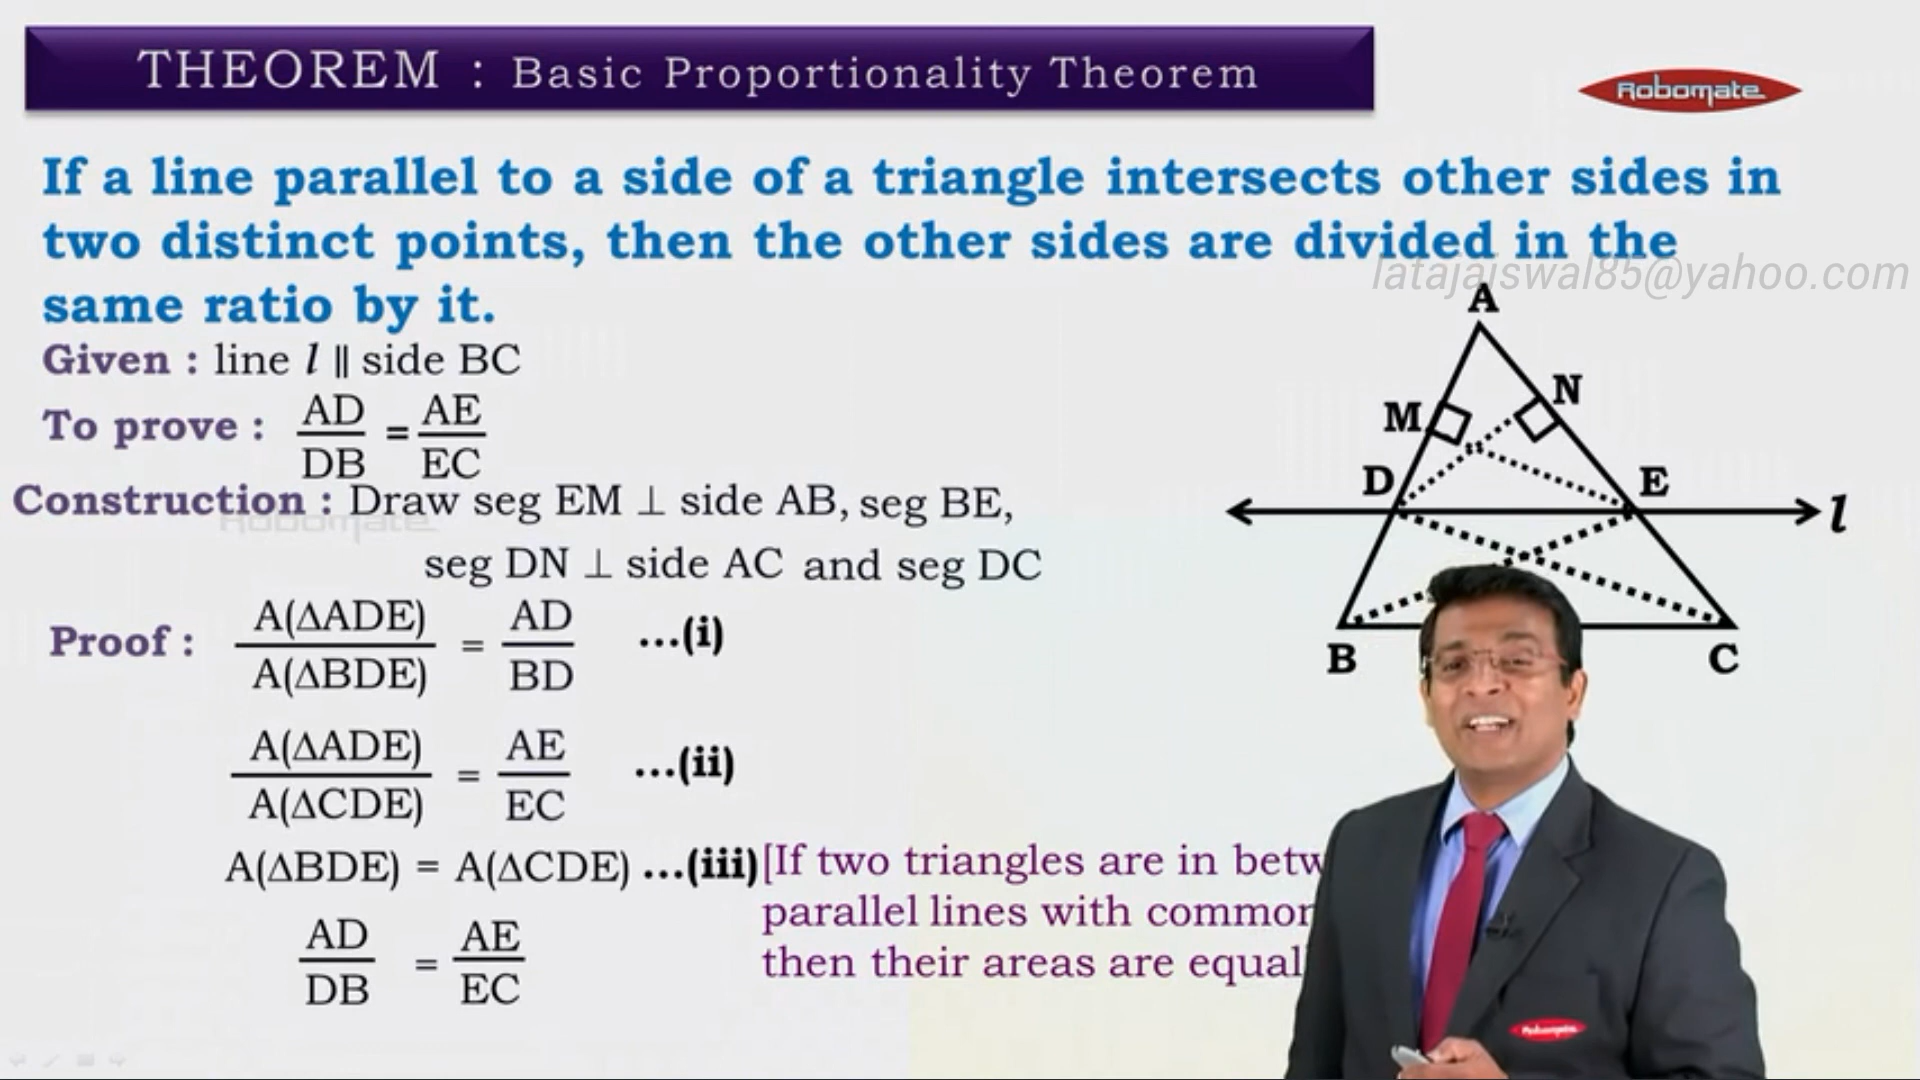 THEOREM : Basic Proportionality Theorem
Robomate
If a line parallel to a side of a triangle intersects other sides in
two distinct points, then the other sides are divided in the
same ratio by it.
latajaiswal85@yahoo.com
Given : line l || side BC
To prove : AD/DB = AE/EC
Construction : Draw seg EM ⊥ side AB, seg BE,
seg DN ⊥ side AC and seg DC
Robomate
Proof : A(ΔADE)/A(ΔBDE) = AD/BD ...(i)
A(ΔADE)/A(ΔCDE) = AE/EC ...(ii)
A(ΔBDE) = A(ΔCDE) ...(iii) [If two triangles are in
parallel lines with
then their areas are equal
AD/DB = AE/EC
A
N
M
D
E
l
B
C
Robomate